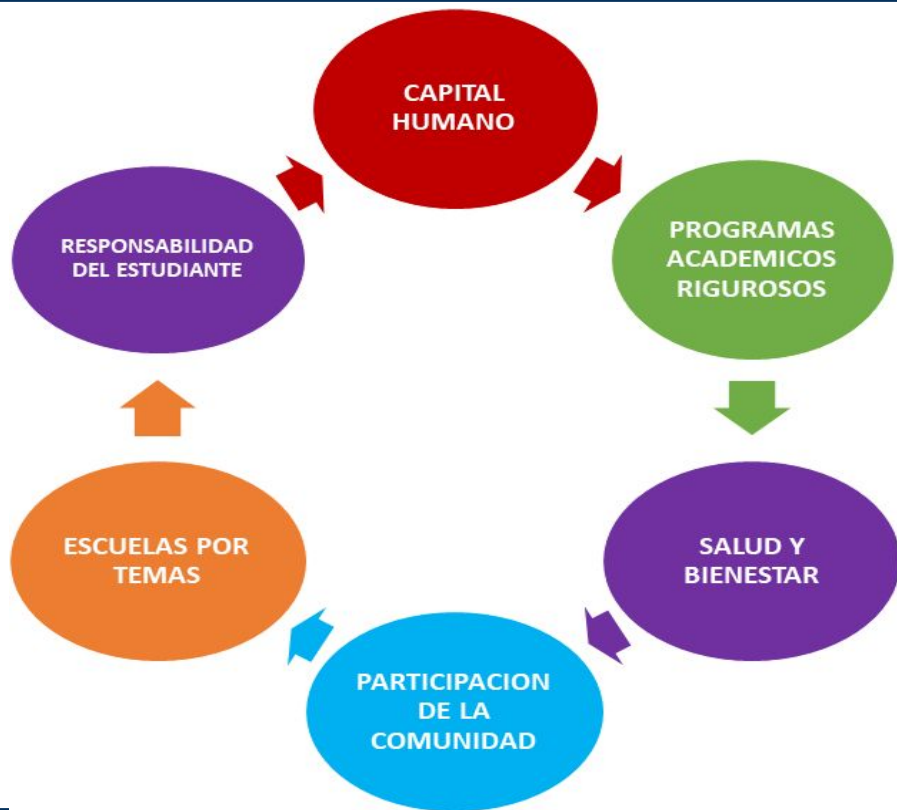 CAPITAL
HUMANO
PROGRAMAS
ACADEMICOS
RIGUROSOS
SALUD Y
BIENESTAR
PARTICIPACION
DE LA
COMUNIDAD
ESCUELAS POR
TEMAS
RESPONSABILIDAD
DEL ESTUDIANTE